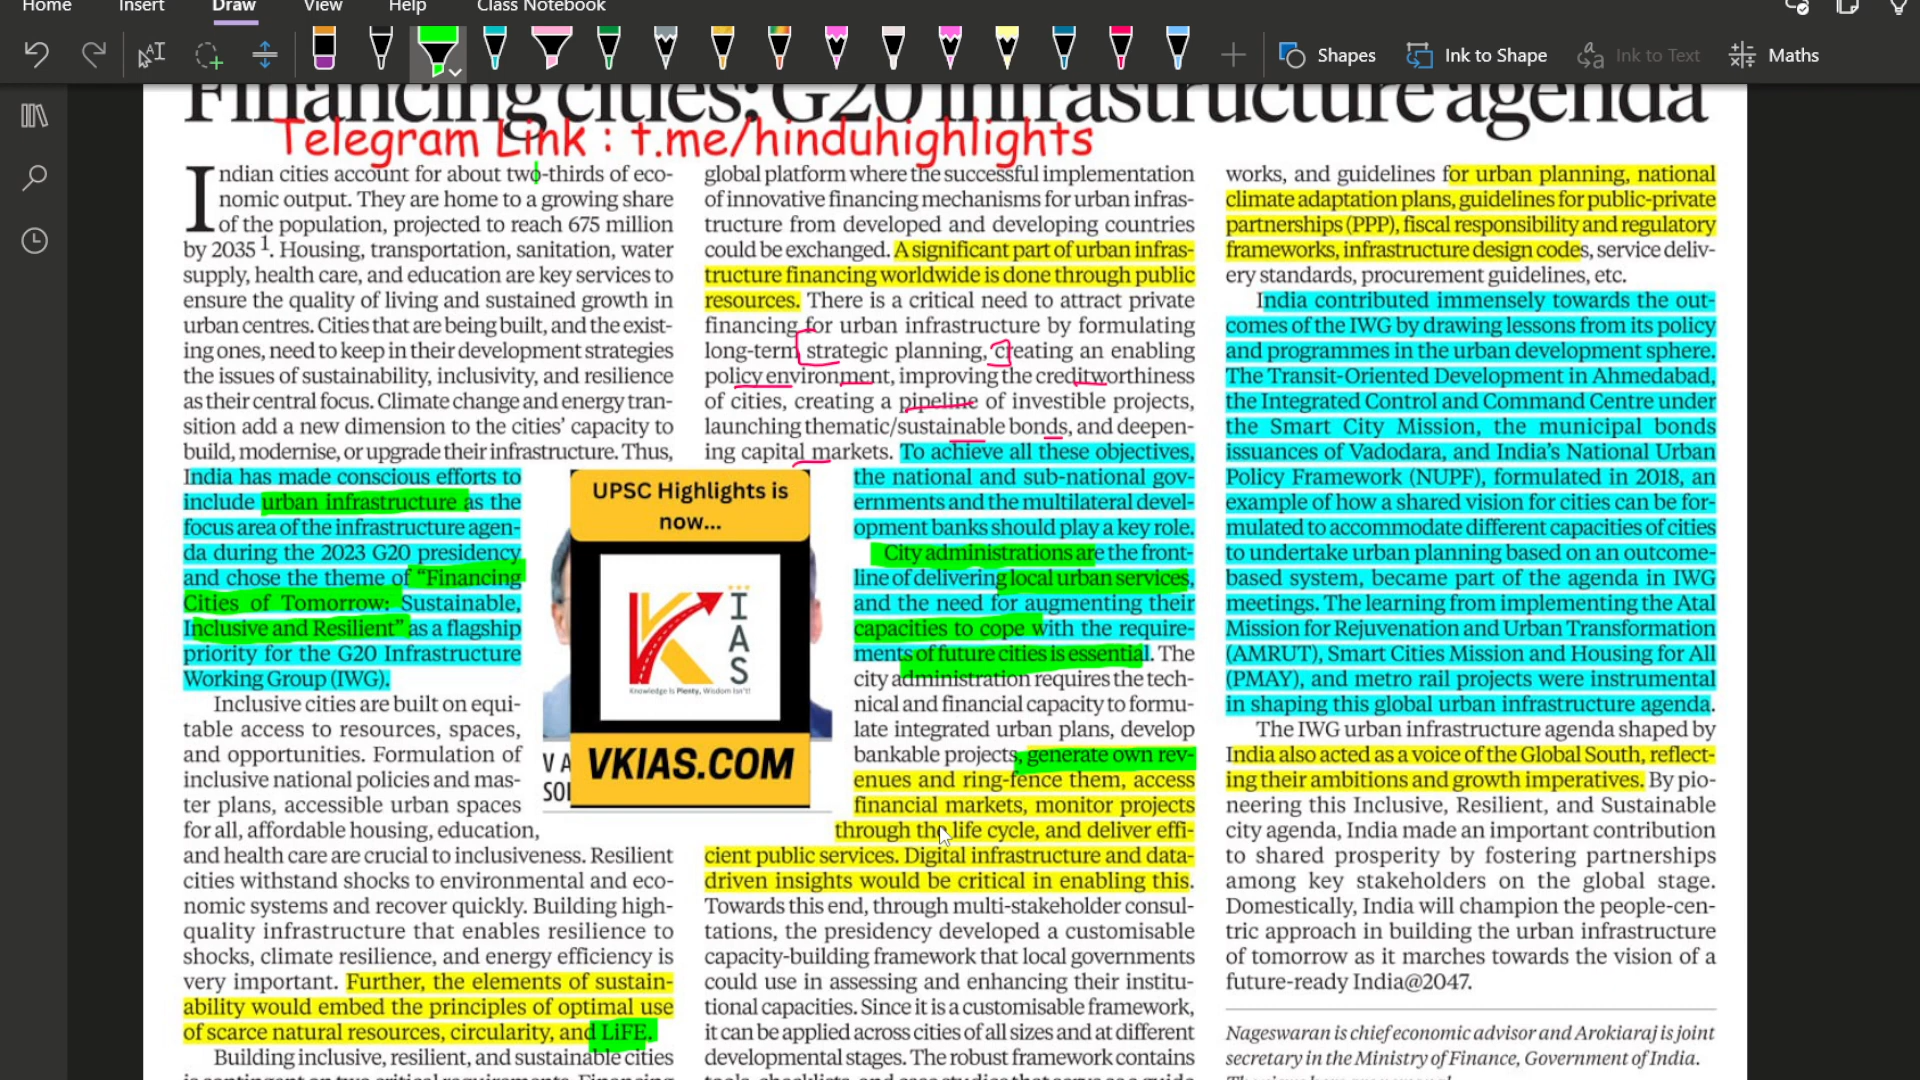 Home Insert Draw View Help Class Notebook
Shapes Ink to Shape Ink to Text Maths
Financing cities: G20 infrastructure agenda
Telegram Link : t.me/hinduhighlights
Indian cities account for about two-thirds of eco-
nomic output. They are home to a growing share
of the population, projected to reach 675 million
by 2035 1. Housing, transportation, sanitation, water
supply, health care, and education are key services to
ensure the quality of living and sustained growth in
urban centres. Cities that are being built, and the exist-
ing ones, need to keep in their development strategies
the issues of sustainability, inclusivity, and resilience
as their central focus. Climate change and energy tran-
sition add a new dimension to the cities' capacity to
build, modernise, or upgrade their infrastructure. Thus,
India has made conscious efforts to
include urban infrastructure as the
focus area of the infrastructure agen-
da during the 2023 G20 presidency
and chose the theme of “Financing
Cities of Tomorrow: Sustainable,
Inclusive and Resilient” as a flagship
priority for the G20 Infrastructure
Working Group (IWG).
Inclusive cities are built on equi-
table access to resources, spaces,
and opportunities. Formulation of
inclusive national policies and mas-
ter plans, accessible urban spaces
for all, affordable housing, education,
and health care are crucial to inclusiveness. Resilient
cities withstand shocks to environmental and eco-
nomic systems and recover quickly. Building high-
quality infrastructure that enables resilience to
shocks, climate resilience, and energy efficiency is
very important. Further, the elements of sustain-
ability would embed the principles of optimal use
of scarce natural resources, circularity, and LiFE.
Building inclusive, resilient, and sustainable cities
is contingent on two critical requirements. Financing
UPSC Highlights is
now...
K
IAS
Knowledge Is Plenty, Wisdom Isn't!
VKIAS.COM
V A
SOI
global platform where the successful implementation
of innovative financing mechanisms for urban infras-
tructure from developed and developing countries
could be exchanged. A significant part of urban infras-
tructure financing worldwide is done through public
resources. There is a critical need to attract private
financing for urban infrastructure by formulating
long-term strategic planning, creating an enabling
policy environment, improving the creditworthiness
of cities, creating a pipeline of investible projects,
launching thematic/sustainable bonds, and deepen-
ing capital markets. To achieve all these objectives,
the national and sub-national gov-
ernments and the multilateral devel-
opment banks should play a key role.
City administrations are the front-
line of delivering local urban services,
and the need for augmenting their
capacities to cope with the require-
ments of future cities is essential. The
city administration requires the tech-
nical and financial capacity to formu-
late integrated urban plans, develop
bankable projects, generate own rev-
enues and ring-fence them, access
financial markets, monitor projects
through the life cycle, and deliver effi-
cient public services. Digital infrastructure and data-
driven insights would be critical in enabling this.
Towards this end, through multi-stakeholder consul-
tations, the presidency developed a customisable
capacity-building framework that local governments
could use in assessing and enhancing their institu-
tional capacities. Since it is a customisable framework,
it can be applied across cities of all sizes and at different
developmental stages. The robust framework contains
tools, checklists, and case studies that serve as a guide
works, and guidelines for urban planning, national
climate adaptation plans, guidelines for public-private
partnerships (PPP), fiscal responsibility and regulatory
frameworks, infrastructure design codes, service deliv-
ery standards, procurement guidelines, etc.
India contributed immensely towards the out-
comes of the IWG by drawing lessons from its policy
and programmes in the urban development sphere.
The Transit-Oriented Development in Ahmedabad,
the Integrated Control and Command Centre under
the Smart City Mission, the municipal bonds
issuances of Vadodara, and India's National Urban
Policy Framework (NUPF), formulated in 2018, an
example of how a shared vision for cities can be for-
mulated to accommodate different capacities of cities
to undertake urban planning based on an outcome-
based system, became part of the agenda in IWG
meetings. The learning from implementing the Atal
Mission for Rejuvenation and Urban Transformation
(AMRUT), Smart Cities Mission and Housing for All
(PMAY), and metro rail projects were instrumental
in shaping this global urban infrastructure agenda.
The IWG urban infrastructure agenda shaped by
India also acted as a voice of the Global South, reflect-
ing their ambitions and growth imperatives. By pio-
neering this Inclusive, Resilient, and Sustainable
city agenda, India made an important contribution
to shared prosperity by fostering partnerships
among key stakeholders on the global stage.
Domestically, India will champion the people-cen-
tric approach in building the urban infrastructure
of tomorrow as it marches towards the vision of a
future-ready India@2047.
Nageswaran is chief economic advisor and Arokiaraj is joint
secretary in the Ministry of Finance, Government of India.